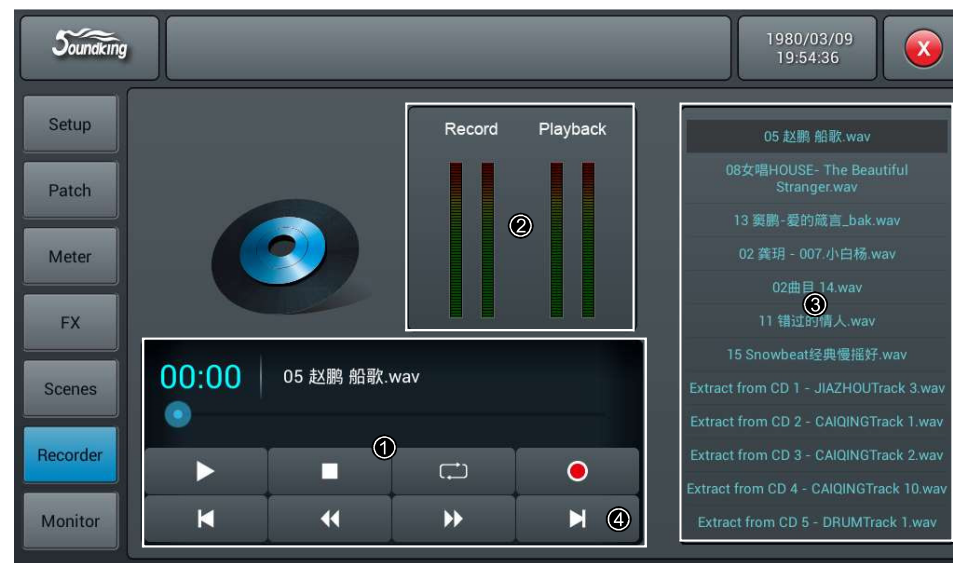 Soundking
1980/03/09
19:54:36
X
Setup
Patch
Meter
FX
Scenes
Recorder
Monitor
Record
Playback
②
05 赵鹏 船歌.wav
08女唱HOUSE- The Beautiful
Stranger.wav
13 窦鹏-爱的箴言_bak.wav
02 龚玥 - 007.小白杨.wav
02曲目 14.wav
③
11 错过的情人.wav
15 Snowbeat经典慢摇好.wav
Extract from CD 1 - JIAZHOUTrack 3.wav
Extract from CD 2 - CAIQINGTrack 1.wav
Extract from CD 3 - CAIQINGTrack 2.wav
Extract from CD 4 - CAIQINGTrack 10.wav
Extract from CD 5 - DRUMTrack 1.wav
00:00
05 赵鹏 船歌.wav
①
④